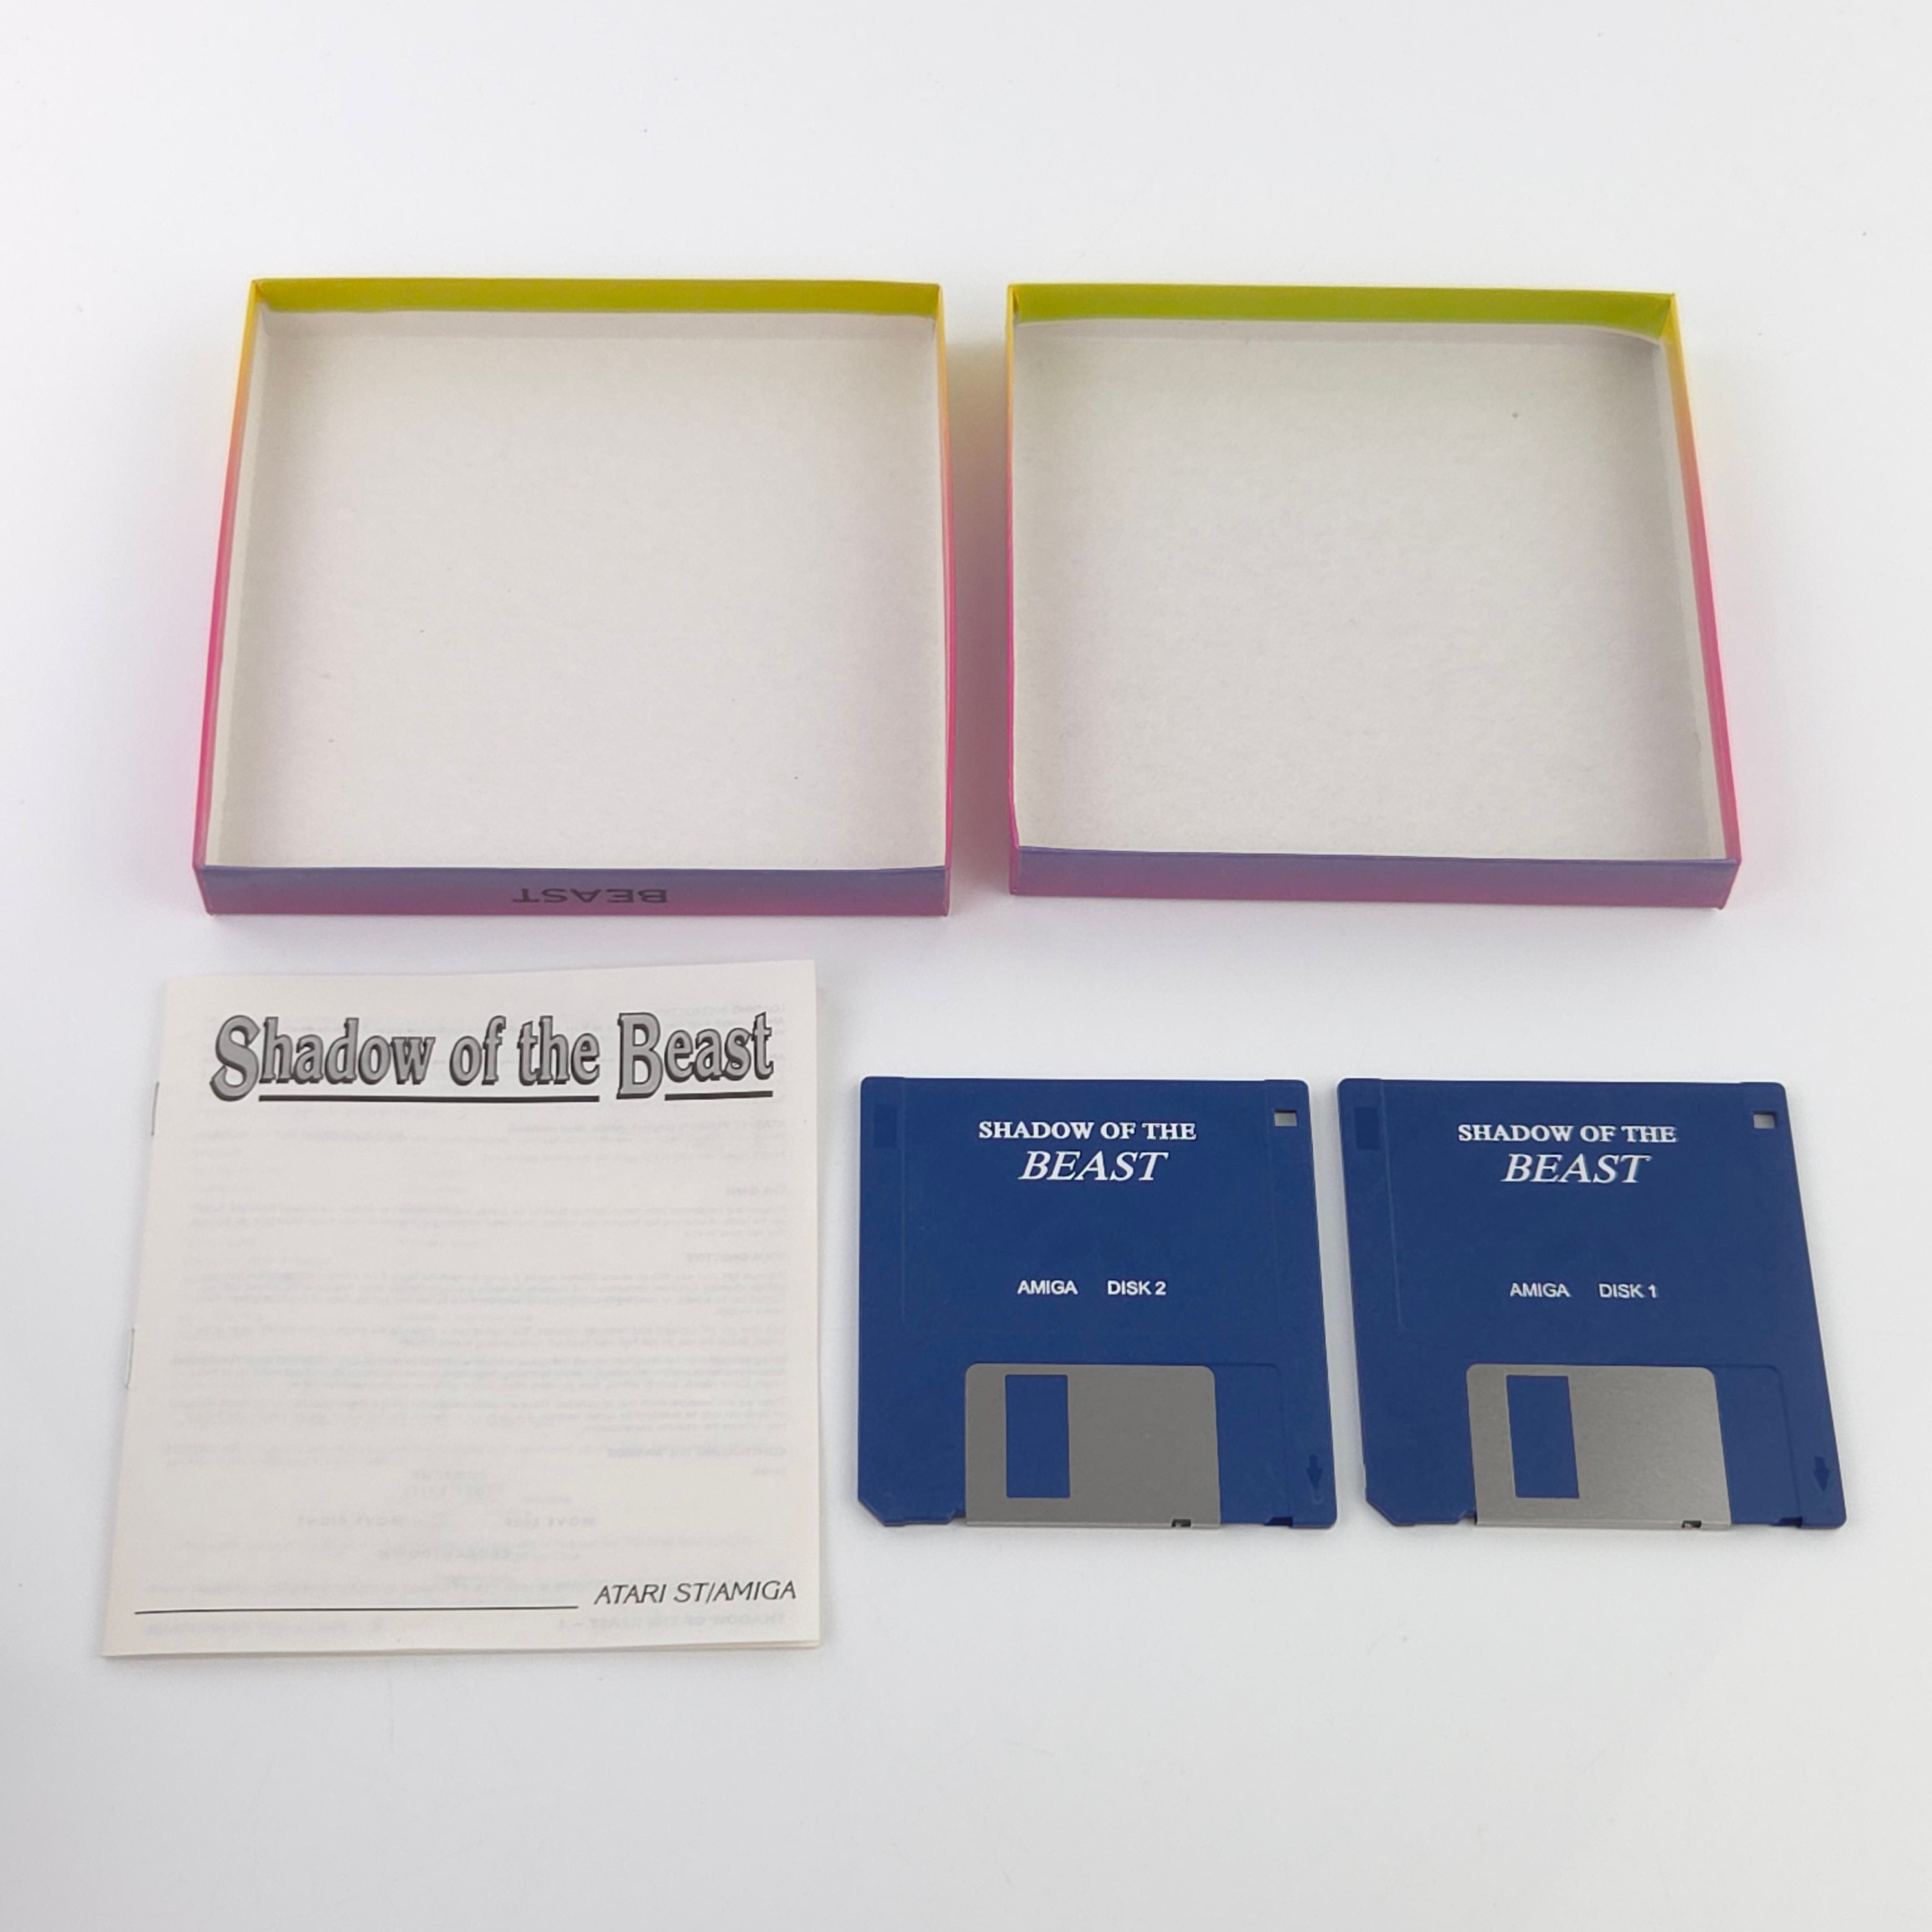 BEAST
Shadow of the Beast
ATARI ST/AMIGA
SHADOW OF THE
BEAST
AMIGA DISK 2
SHADOW OF THE
BEAST
AMIGA DISK 1